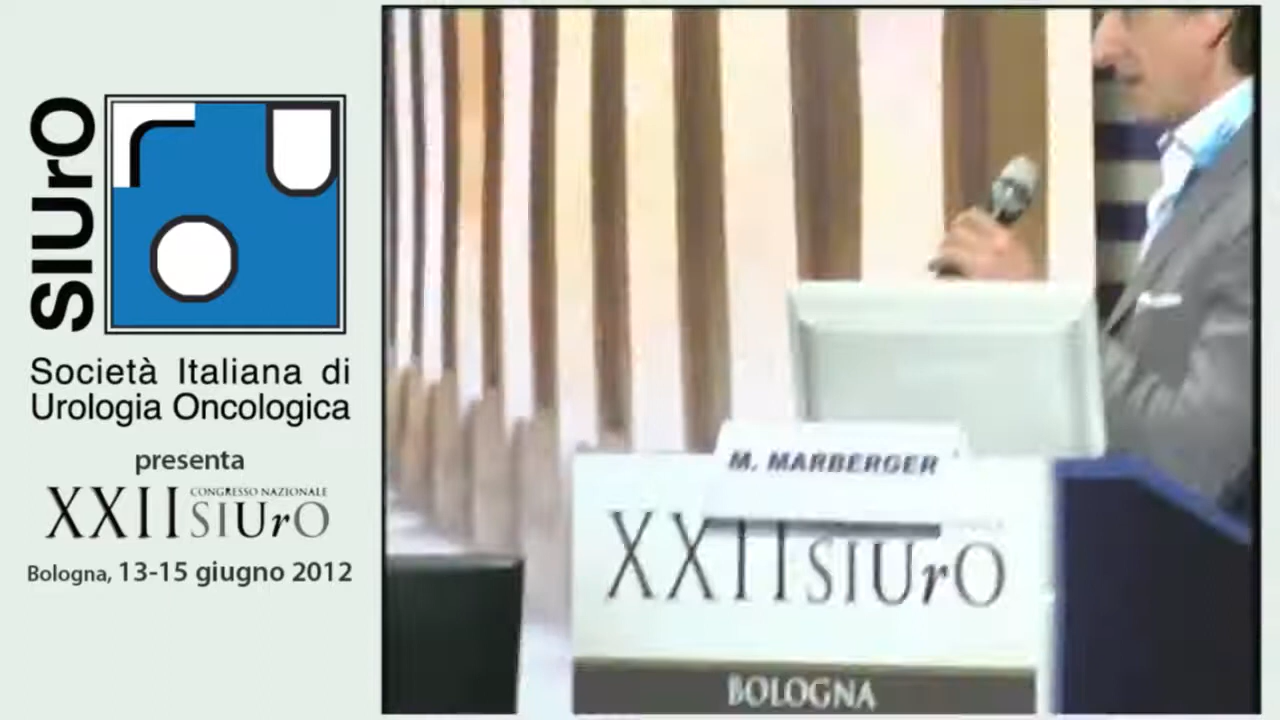 SIUrO
Società Italiana di
Urologia Oncologica
presenta
XXII CONGRESSO NAZIONALE
SIUrO
Bologna, 13-15 giugno 2012
M. MARBERGER
XXII SIUrO
BOLOGNA